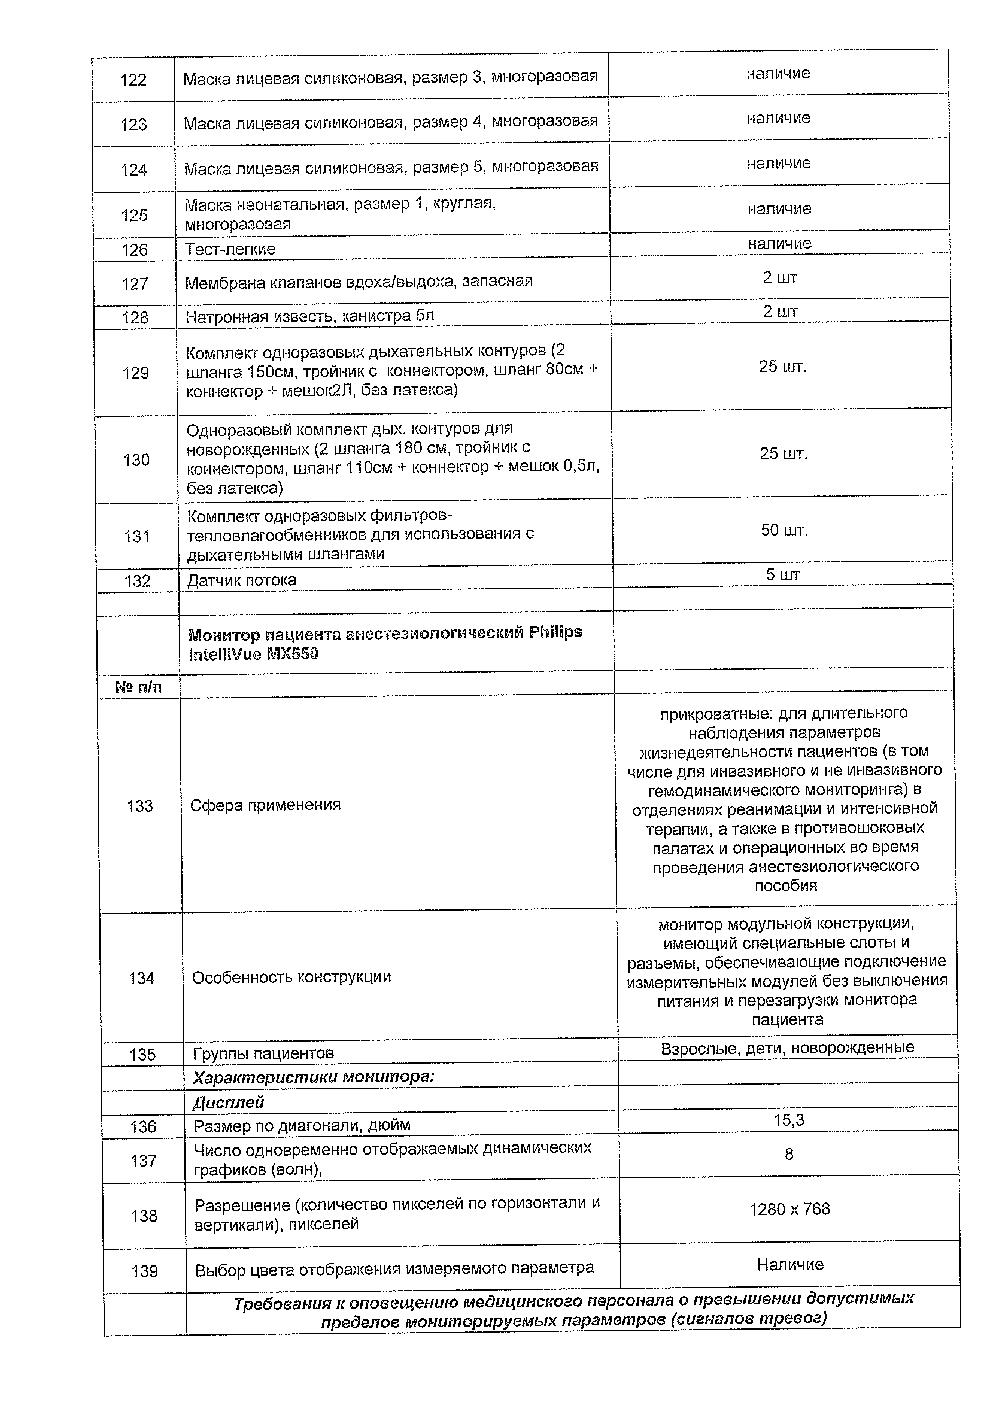 122 Маска лицевая силиконовая, размер 3, многоразовая наличие
123 Маска лицевая силиконовая, размер 4, многоразовая наличие
124 Маска лицевая силиконовая, размер 5, многоразовая наличие
125 Маска неонатальная, размер 1, круглая, наличие
многоразовая
126 Тест-легкие наличие
127 Мембрана клапанов вдоха/выдоха, запасная 2 шт
128 Натронная известь, канистра 5л 2 шт
Комплект одноразовых дыхательных контуров (2
129 шланга 150см, тройник с коннектором, шланг 80см + 25 шт.
коннектор + мешок2Л, без латекса)
Одноразовый комплект дых. контуров для
новорожденных (2 шланга 180 см, тройник с
130 коннектором, шланг 110см + коннектор + мешок 0,5л, 25 шт.
без латекса)
Комплект одноразовых фильтров-
131 тепловлагообменников для использования с 50 шт.
дыхательными шлангами
132 Датчик потока 5 шт
Монитор пациента анестезиологический Philips
IntelliVue MX550
№ п/п
133 Сфера применения
прикроватные: для длительного
наблюдения параметров
жизнедеятельности пациентов (в том
числе для инвазивного и не инвазивного
гемодинамического мониторинга) в
отделениях реанимации и интенсивной
терапии, а также в противошоковых
палатах и операционных во время
проведения анестезиологического
пособия
134 Особенность конструкции
монитор модульной конструкции,
имеющий специальные слоты и
разъемы, обеспечивающие подключение
измерительных модулей без выключения
питания и перезагрузки монитора
пациента
135 Группы пациентов Взрослые, дети, новорожденные
Характеристики монитора:
Дисплей
136 Размер по диагонали, дюйм 15,3
137 Число одновременно отображаемых динамических 8
графиков (волн),
138 Разрешение (количество пикселей по горизонтали и 1280 x 768
вертикали), пикселей
139 Выбор цвета отображения измеряемого параметра Наличие
Требования к оповещению медицинского персонала о превышении допустимых
пределов мониторируемых параметров (сигналов тревог)